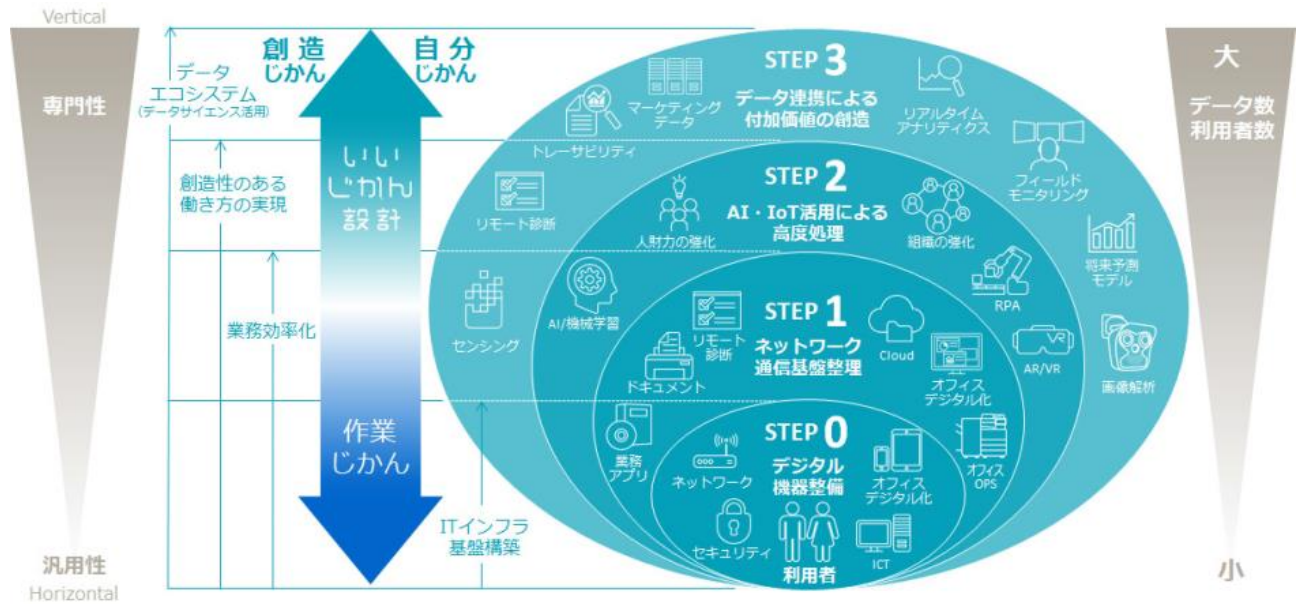 Vertical
専門性
汎用性
Horizontal
データ
エコシステム
(データサイエンス活用)
創造性のある
働き方の実現
業務効率化
ITインフラ
基盤構築
創造
じかん
自分
じかん
いい
じかん
設計
作業
じかん
STEP 3
データ連携による
付加価値の創造
マーケティング
データ
リアルタイム
アナリティクス
トレーサビリティ
フィールド
モニタリング
リモート診断
将来予測
モデル
センシング
画像解析
STEP 2
AI・IoT活用による
高度処理
人財力の強化
組織の強化
AI/機械学習
RPA
AR/VR
VR
業務
アプリ
オフィス
OPS
STEP 1
ネットワーク
通信基盤整理
リモート
診断
Cloud
ドキュメント
オフィス
デジタル化
STEP 0
デジタル
機器整備
ネットワーク
オフィス
デジタル化
セキュリティ
ICT
利用者
大
データ数
利用者数
小